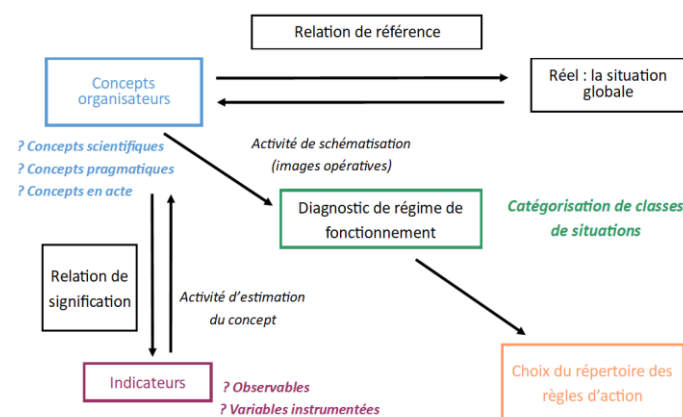 Relation de référence
Concepts
organisateurs
Réel : la situation
globale
? Concepts scientifiques
? Concepts pragmatiques
? Concepts en acte
Activité de schématisation
(images opératives)
Diagnostic de régime de
fonctionnement
Catégorisation de classes
de situations
Relation de
signification
Activité d'estimation
du concept
Indicateurs
? Observables
? Variables instrumentées
Choix du répertoire des
règles d'action